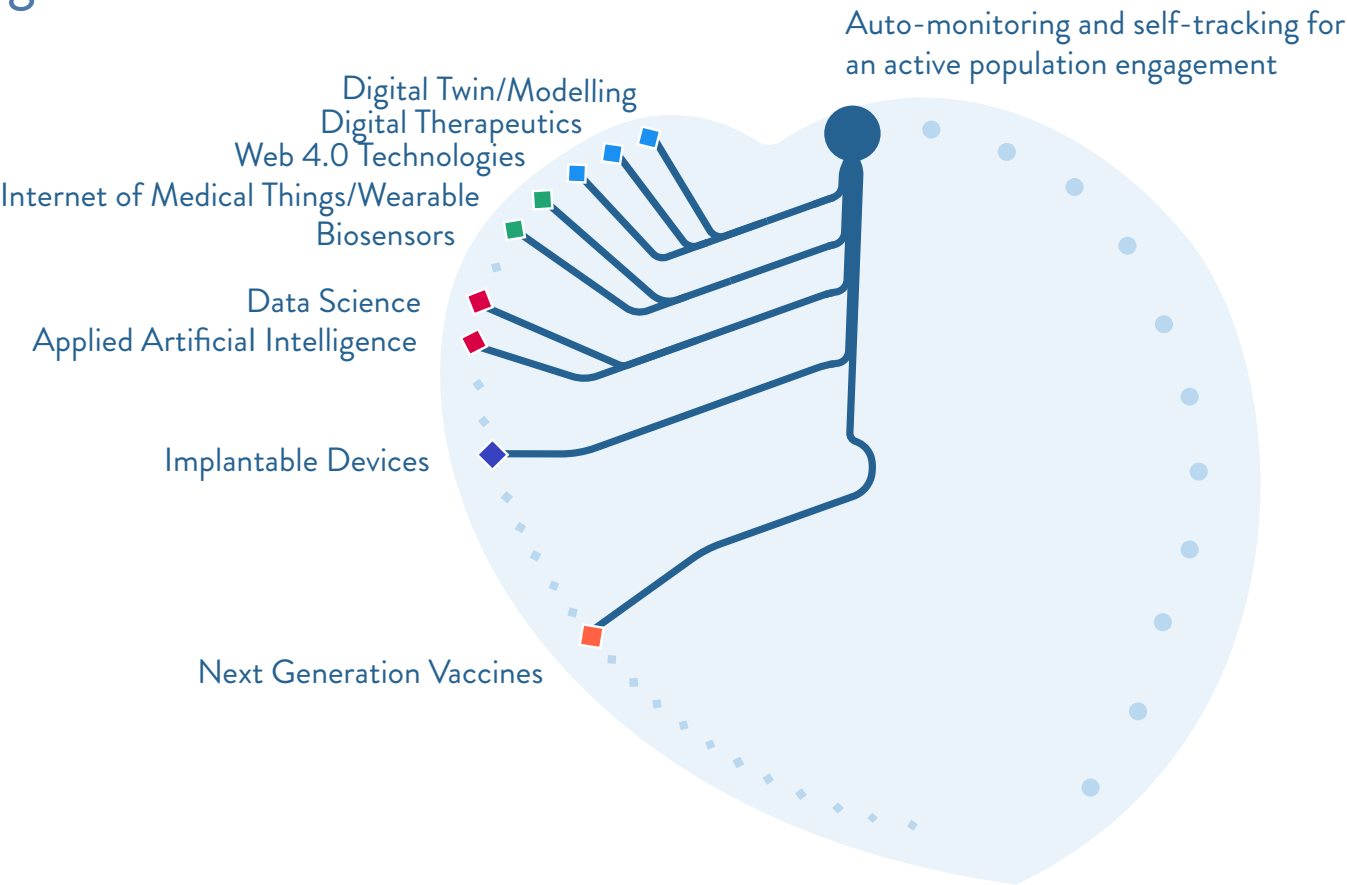 g
Auto-monitoring and self-tracking for
an active population engagement
Digital Twin/Modelling
Digital Therapeutics
Web 4.0 Technologies
Internet of Medical Things/Wearable
Biosensors
Data Science
Applied Artificial Intelligence
Implantable Devices
Next Generation Vaccines